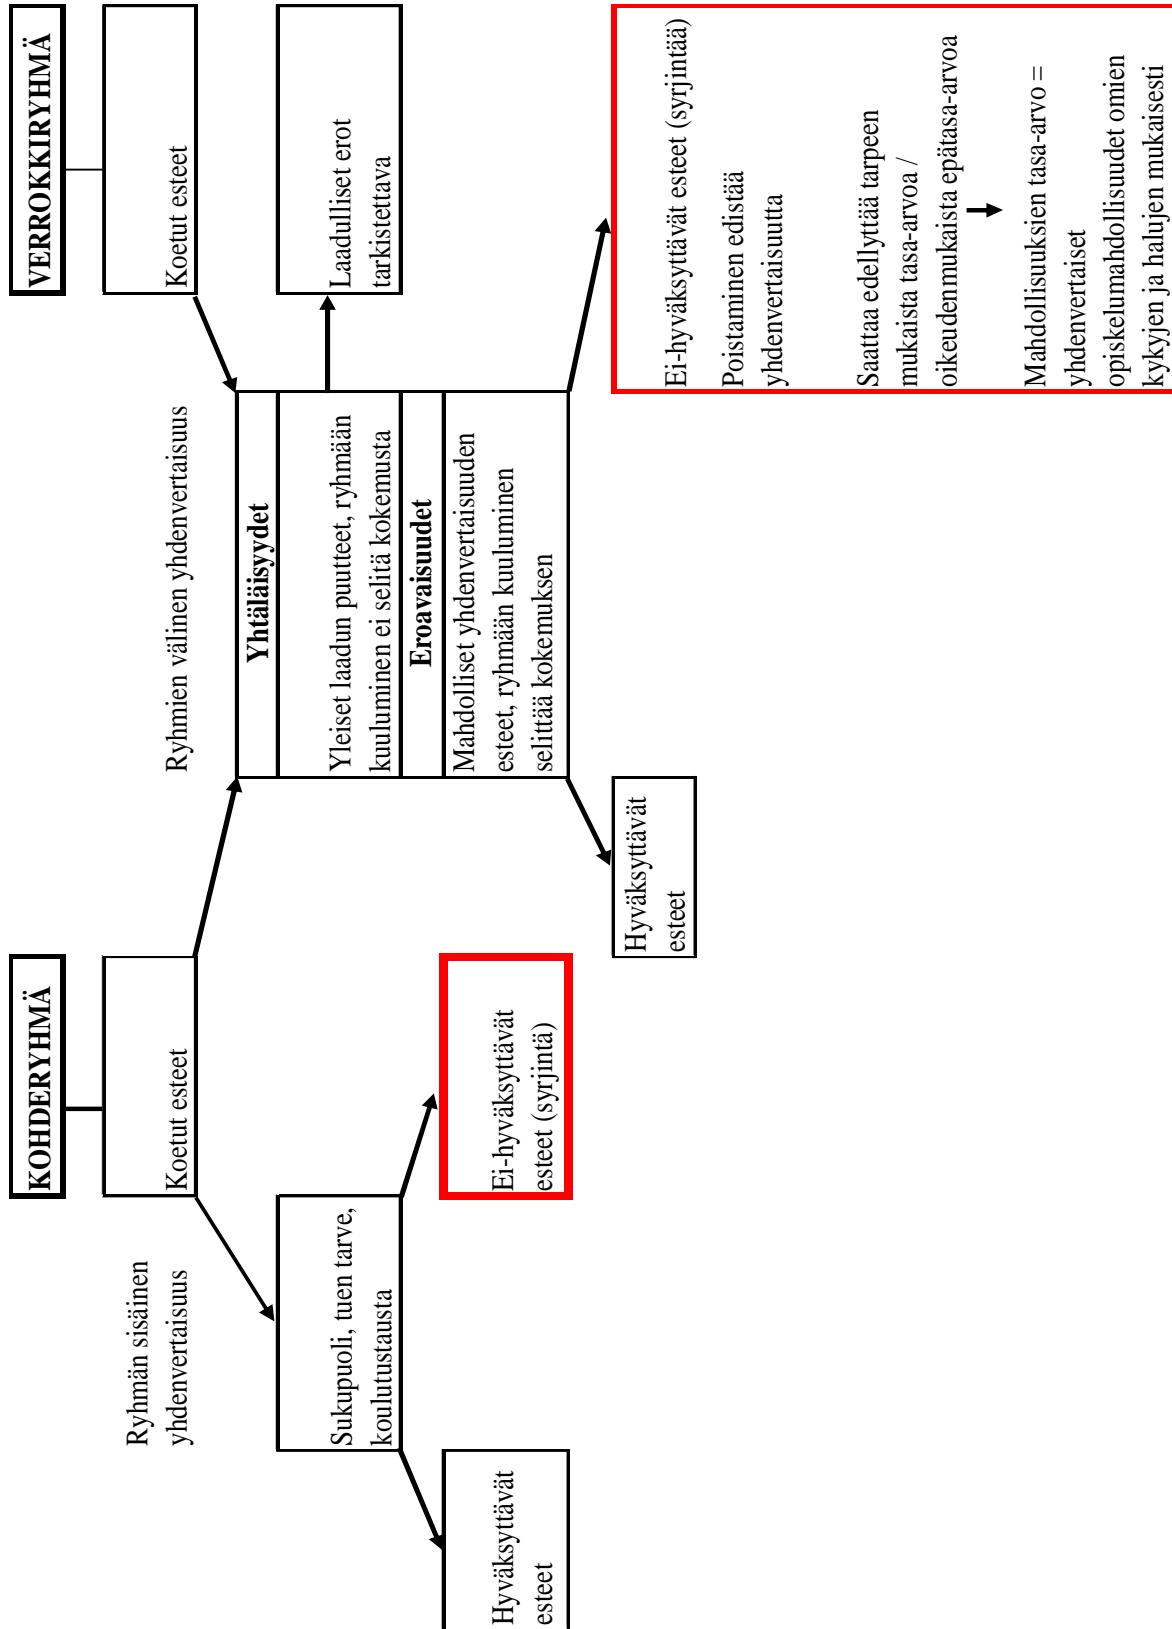 KOHDERYHMÄ
VERROKKIRYHMÄ
Koetut esteet
Koetut esteet
Ryhmän sisäinen
yhdenvertaisuus
Ryhmien välinen yhdenvertaisuus
Sukupuoli, tuen tarve,
koulutustausta
Yhtäläisyydet
Yleiset laadun puutteet, ryhmään
kuuluminen ei selitä kokemusta
Eroavaisuudet
Mahdolliset yhdenvertaisuuden
esteet, ryhmään kuuluminen
selittää kokemuksen
Laadulliset erot
tarkistettava
Hyväksyttävät
esteet
Ei-hyväksyttävät
esteet (syrjintä)
Hyväksyttävät
esteet
Ei-hyväksyttävät esteet (syrjintää)
Poistaminen edistää
yhdenvertaisuutta
Saattaa edellyttää tarpeen
mukaista tasa-arvoa /
oikeudenmukaista epätasa-arvoa
Mahdollisuuksien tasa-arvo =
yhdenvertaiset
opiskelumahdollisuudet omien
kykyjen ja halujen mukaisesti